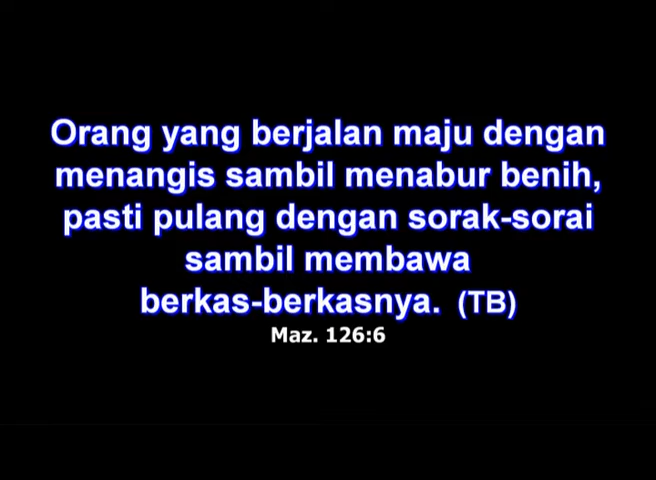 Orang yang berjalan maju dengan
menangis sambil menabur benih,
pasti pulang dengan sorak-sorai
sambil membawa
berkas-berkasnya. (TB)
Maz. 126:6